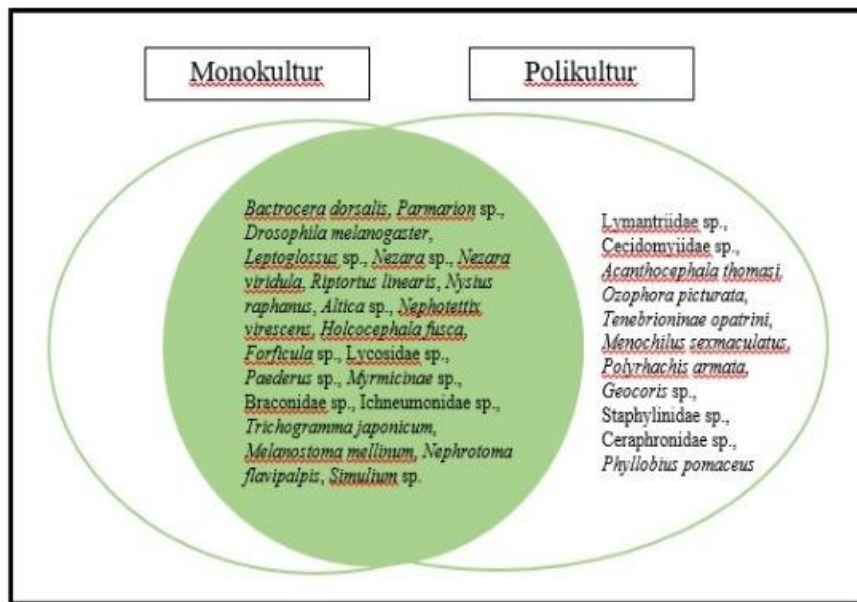 Monokultur
Polikultur
Bactrocera dorsalis, Parmarion sp.,
Drosophila melanogaster,
Leptoglossus sp., Nezara sp., Nezara
viridula, Riptortus linearis, Nysius
raphanus, Altica sp., Nephotettix
virescens, Holcocephala fusca,
Forficula sp., Lycosidae sp.,
Paederus sp., Myrmicinae sp.,
Braconidae sp., Ichneumonidae sp.,
Trichogramma japonicum,
Melanostoma mellinum, Nephrotoma
flavipalpis, Simulium sp.
Lymantriidae sp.,
Cecidomyiidae sp.,
Acanthocephala thomasi,
Ozophora picturata,
Tenebrioninae opatrini,
Menochilus sexmaculatus,
Polyrhachis armata,
Geocoris sp.,
Staphylinidae sp.,
Ceraphronidae sp.,
Phyllobius pomaceus